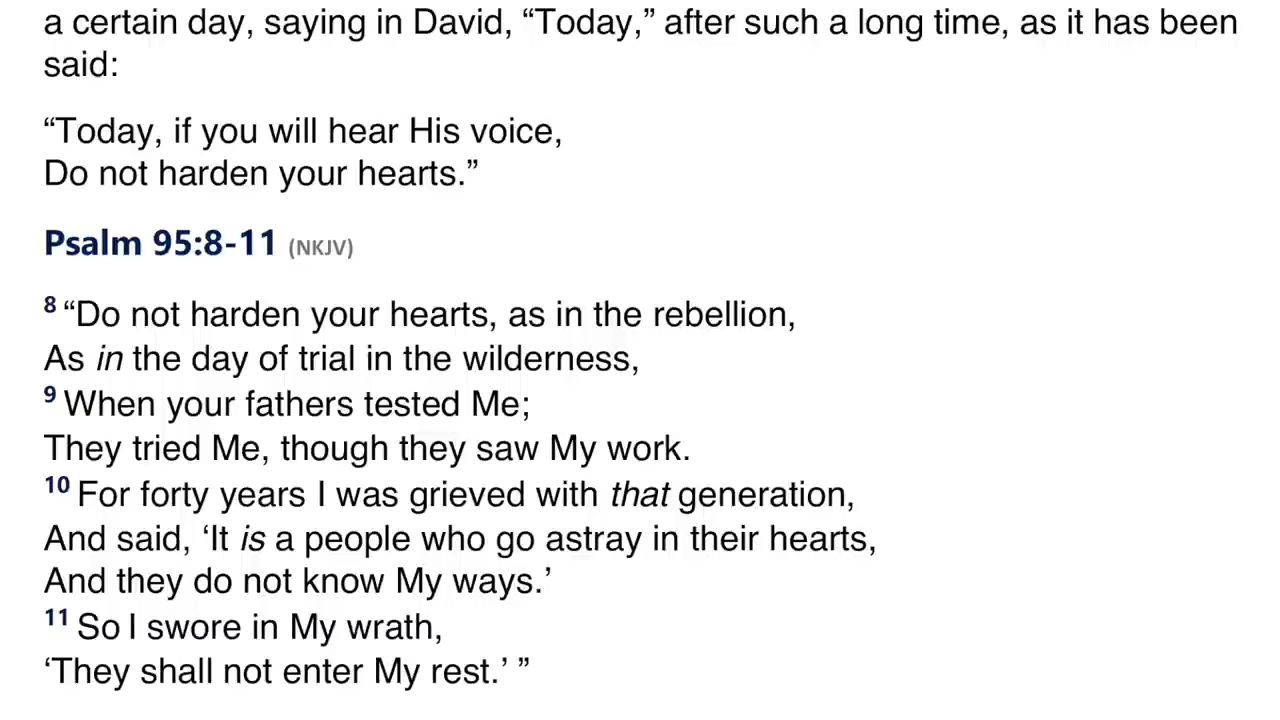 a certain day, saying in David, “Today,” after such a long time, as it has been
said:
“Today, if you will hear His voice,
Do not harden your hearts.”
Psalm 95:8-11 (NKJV)
8 “Do not harden your hearts, as in the rebellion,
As in the day of trial in the wilderness,
9 When your fathers tested Me;
They tried Me, though they saw My work.
10 For forty years I was grieved with that generation,
And said, ‘It is a people who go astray in their hearts,
And they do not know My ways.’
11 So I swore in My wrath,
‘They shall not enter My rest.’ ”